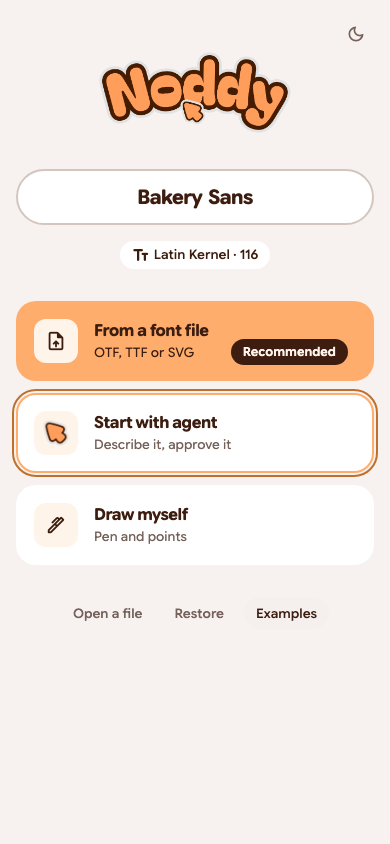 Noddy
Bakery Sans
Tt Latin Kernel · 116
From a font file
OTF, TTF or SVG
Recommended
Start with agent
Describe it, approve it
Draw myself
Pen and points
Open a file
Restore
Examples